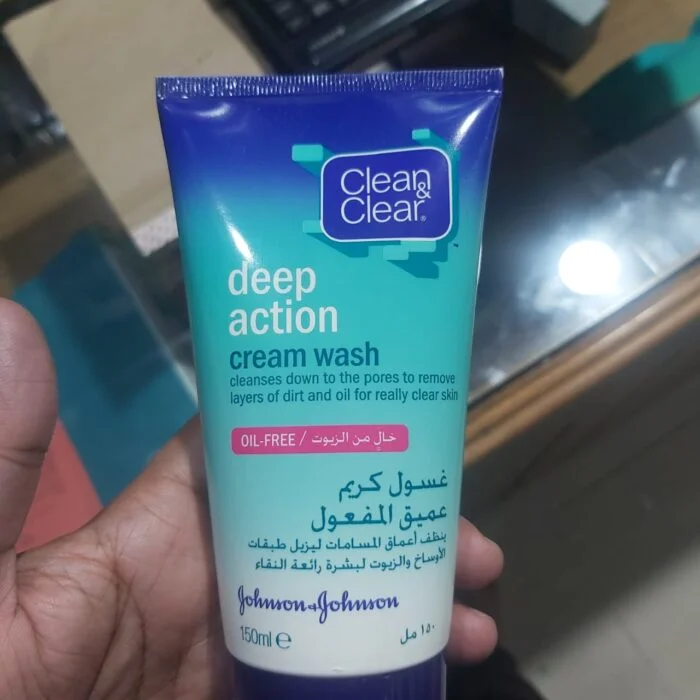 Clean
&
Clear®
deep
action
cream wash
cleanses down to the pores to remove
layers of dirt and oil for really clear skin
OIL-FREE / خالٍ من الزيوت
غسول كريم
عميق المفعول
ينظف أعماق المسامات ليزيل طبقات
الأوساخ والزيوت لبشرة رائعة النقاء
Johnson+Johnson
150ml e ١٥٠ مل